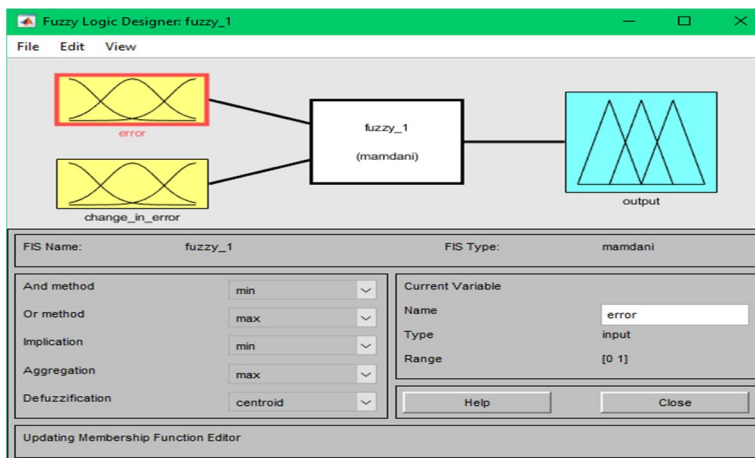 Fuzzy Logic Designer: fuzzy_1
File Edit View
error
change_in_error
fuzzy_1
(mamdani)
output
FIS Name: fuzzy_1 FIS Type: mamdani
And method min
Or method max
Implication min
Aggregation max
Defuzzification centroid
Current Variable
Name error
Type input
Range [0 1]
Help Close
Updating Membership Function Editor